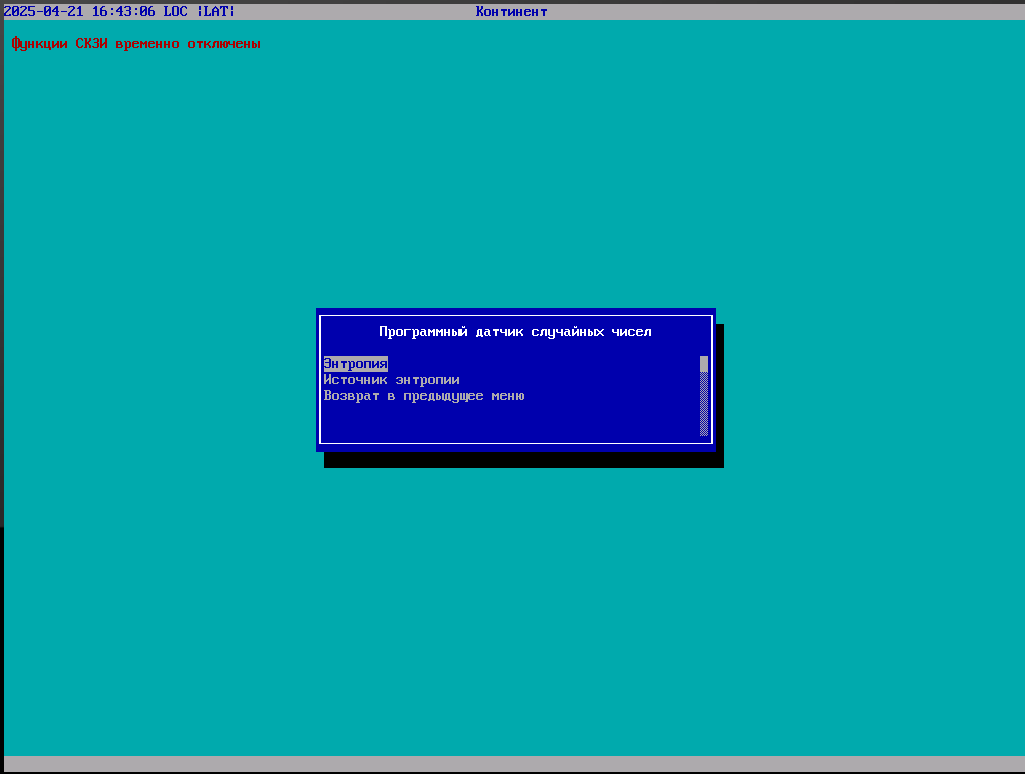 2025-04-21 16:43:06 LOC |LAT| Континент
Функции СКЗИ временно отключены
Программный датчик случайных чисел
Энтропия
Источник энтропии
Возврат в предыдущее меню